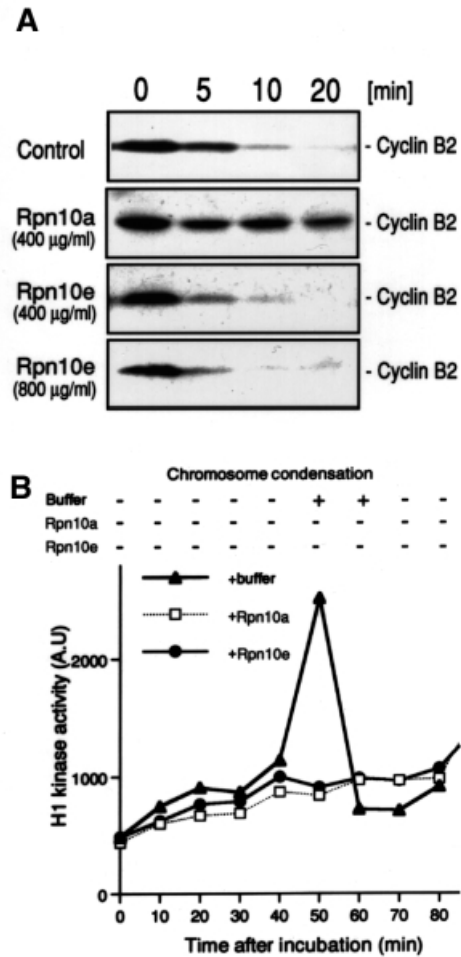 A
0 5 10 20 [min]
Control - Cyclin B2
Rpn10a - Cyclin B2
(400 μg/ml)
Rpn10e - Cyclin B2
(400 μg/ml)
Rpn10e - Cyclin B2
(800 μg/ml)
B
Chromosome condensation
Buffer - - - - - + + - -
Rpn10a - - - - - - - - -
Rpn10e - - - - - - - - -
+buffer
+Rpn10a
+Rpn10e
H1 kinase activity (A.U)
2000
1000
0
0 10 20 30 40 50 60 70 80
Time after incubation (min)